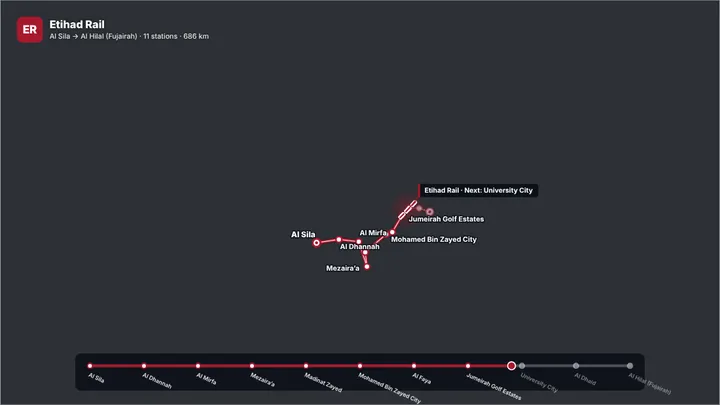 ER
Etihad Rail
Al Sila → Al Hilal (Fujairah) · 11 stations · 686 km
Etihad Rail · Next: University City
Jumeirah Golf Estates
Al Sila
Al Mirfa
Mohamed Bin Zayed City
Al Dhannah
Mezaira'a
Al Sila
Al Dhannah
Al Mirfa
Mezaira'a
Madinat Zayed
Mohamed Bin Zayed City
Al Faya
Jumeirah Golf Estates
University City
Al Dhaid
Al Hilal (Fujairah)